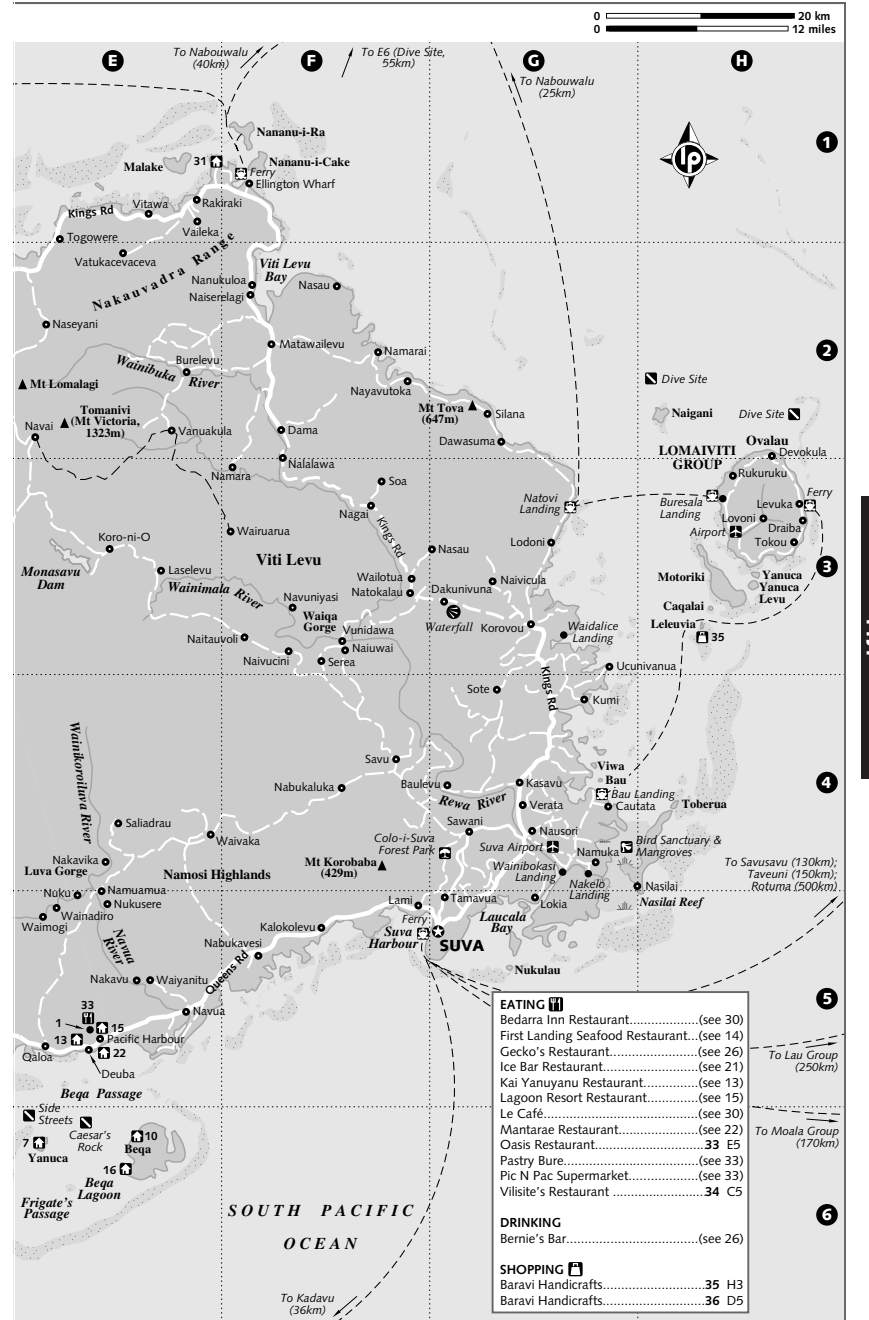 0 20 km
0 12 miles
E
F
G
H
To Nabouwalu
(40km)
To E6 (Dive Site,
55km)
To Nabouwalu
(25km)
1
lp
Nananu-i-Ra
Malake
31
Nananu-i-Cake
Ferry
Ellington Wharf
Vitawa
Rakiraki
Kings Rd
Vaileka
Togowere
Vatukacevaceva
Nakauvadra Range
Viti Levu
Bay
Nanukuloa
Nasau
Naiserelagi
Naseyani
2
Matawailevu
Namarai
Wainibuka
River
Burelevu
Dive Site
Mt Lomalagi
Nayavutoka
Tomanivi
(Mt Victoria,
1323m)
Mt Tova
(647m)
Silana
Naigani
Dive Site
Navai
Vanuakula
Dama
Dawasuma
Ovalau
LOMAIVITI
GROUP
Devokula
Nalalawa
Namara
Soa
Rukuruku
Natovi
Landing
Buresala
Landing
Levuka
Ferry
Nagai
Lovoni
Draiba
Wairuarua
Kings Rd
Airport
Tokou
Koro-ni-O
Viti Levu
Nasau
Lodoni
3
Monasavu
Dam
Laselevu
Wailotua
Naivicula
Motoriki
Yanuca
Yanuca
Levu
Wainimala River
Natokalau
Dakunivuna
Navuniyasi
Waiqa
Gorge
Waterfall
Korovou
Caqalai
Leleuvia
Waidalice
Landing
35
Naitauvoli
Vunidawa
Naiuwai
Naivucini
Serea
Ucunivanua
Kings Rd
Sote
Kumi
Wainikoroiluva River
Savu
Viwa
Bau
4
Nabukaluka
Baulevu
Kasavu
Bau Landing
Rewa River
Verata
Cautata
Toberua
Saliadrau
Waivaka
Sawani
Nausori
Colo-i-Suva
Forest Park
Suva Airport
Bird Sanctuary &
Mangroves
Nakavika
Luva Gorge
Namosi Highlands
Mt Korobaba
(429m)
Wainibokasi
Landing
Namuka
To Savusavu (130km);
Taveuni (150km);
Rotuma (500km)
Nakelo
Landing
Nasilai
Nuku
Namuamua
Nukusere
Wainadiro
Waimogi
Lami
Tamavua
Lokia
Nasilai Reef
Ferry
Laucala
Bay
Kalokolevu
Suva
Harbour
SUVA
Nabukavesi
Navua
River
Nukulau
Nakavu
Waiyanitu
Queens Rd
5
33
1
15
Navua
13
Pacific Harbour
Qaloa
22
Deuba
Beqa Passage
To Lau Group
(250km)
To Moala Group
(170km)
Side
Streets
Caesar's
Rock
10
Beqa
7
Yanuca
16
Beqa
Lagoon
Frigate's
Passage
6
SOUTH PACIFIC
OCEAN
To Kadavu
(36km)
EATING
Bedarra Inn Restaurant....................(see 30)
First Landing Seafood Restaurant...(see 14)
Gecko's Restaurant...........................(see 26)
Ice Bar Restaurant.............................(see 21)
Kai Yanuyanu Restaurant.................(see 13)
Lagoon Resort Restaurant................(see 15)
Le Café................................................(see 30)
Mantarae Restaurant........................(see 22)
Oasis Restaurant..................................33 E5
Pastry Bure.........................................(see 33)
Pic N Pac Supermarket......................(see 33)
Vilisite's Restaurant ............................34 C5
DRINKING
Bernie's Bar........................................(see 26)
SHOPPING
Baravi Handicrafts...............................35 H3
Baravi Handicrafts...............................36 D5